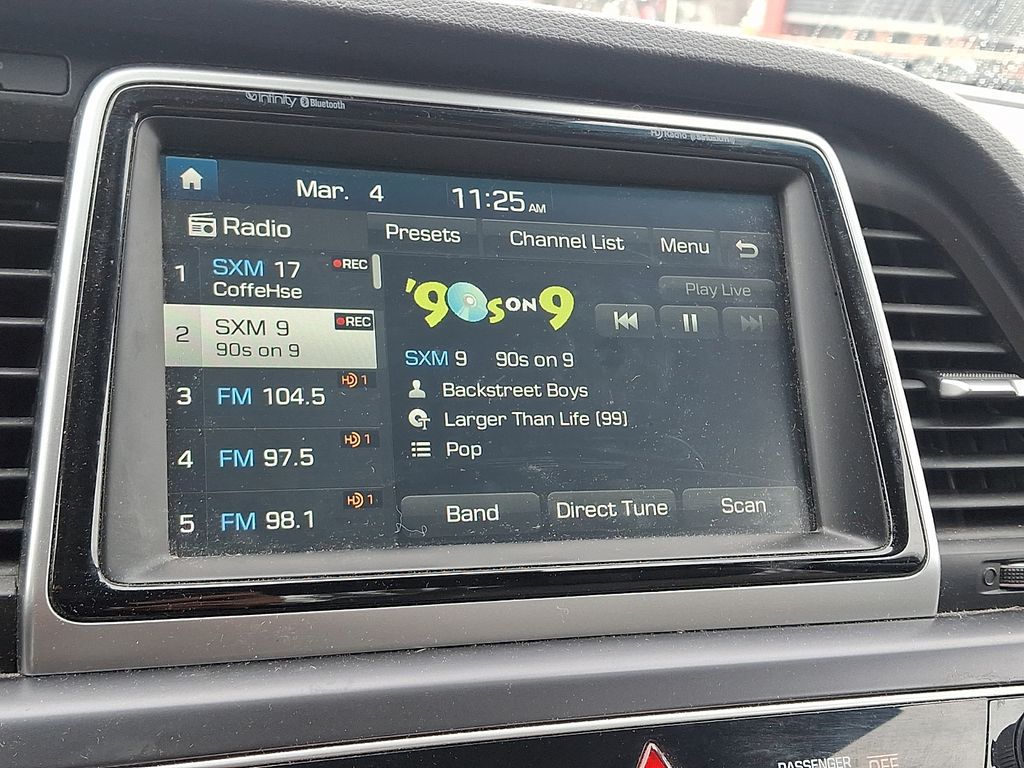 infinity Bluetooth
HD Radio
Mar. 4 11:25 AM
Radio Presets Channel List Menu
1 SXM 17 REC
CoffeHse
2 SXM 9 REC
90s on 9
3 FM 104.5 HD 1
4 FM 97.5 HD 1
5 FM 98.1 HD 1
Play Live
'90s ON 9
SXM 9 90s on 9
Backstreet Boys
Larger Than Life (99)
Pop
Band Direct Tune Scan
PASSENGER OFF